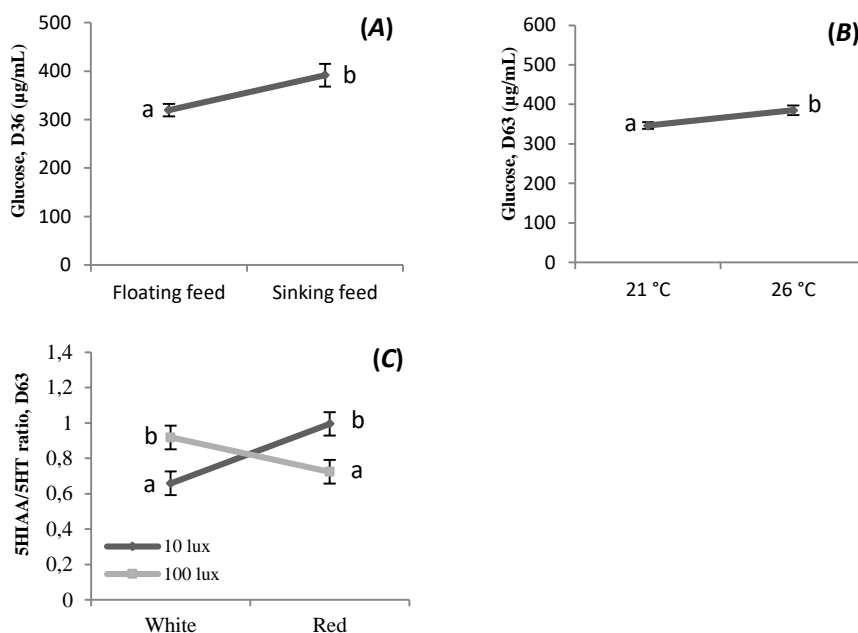 (A)
Glucose, D36 (µg/mL)
500
400
300
200
100
0
a
b
Floating feed
Sinking feed
(B)
Glucose, D63 (µg/mL)
600
500
400
300
200
100
0
a
b
21 °C
26 °C
(C)
5HIAA/5HT ratio, D63
1,4
1,2
1
0,8
0,6
0,4
0,2
0
b
a
b
a
10 lux
100 lux
White
Red